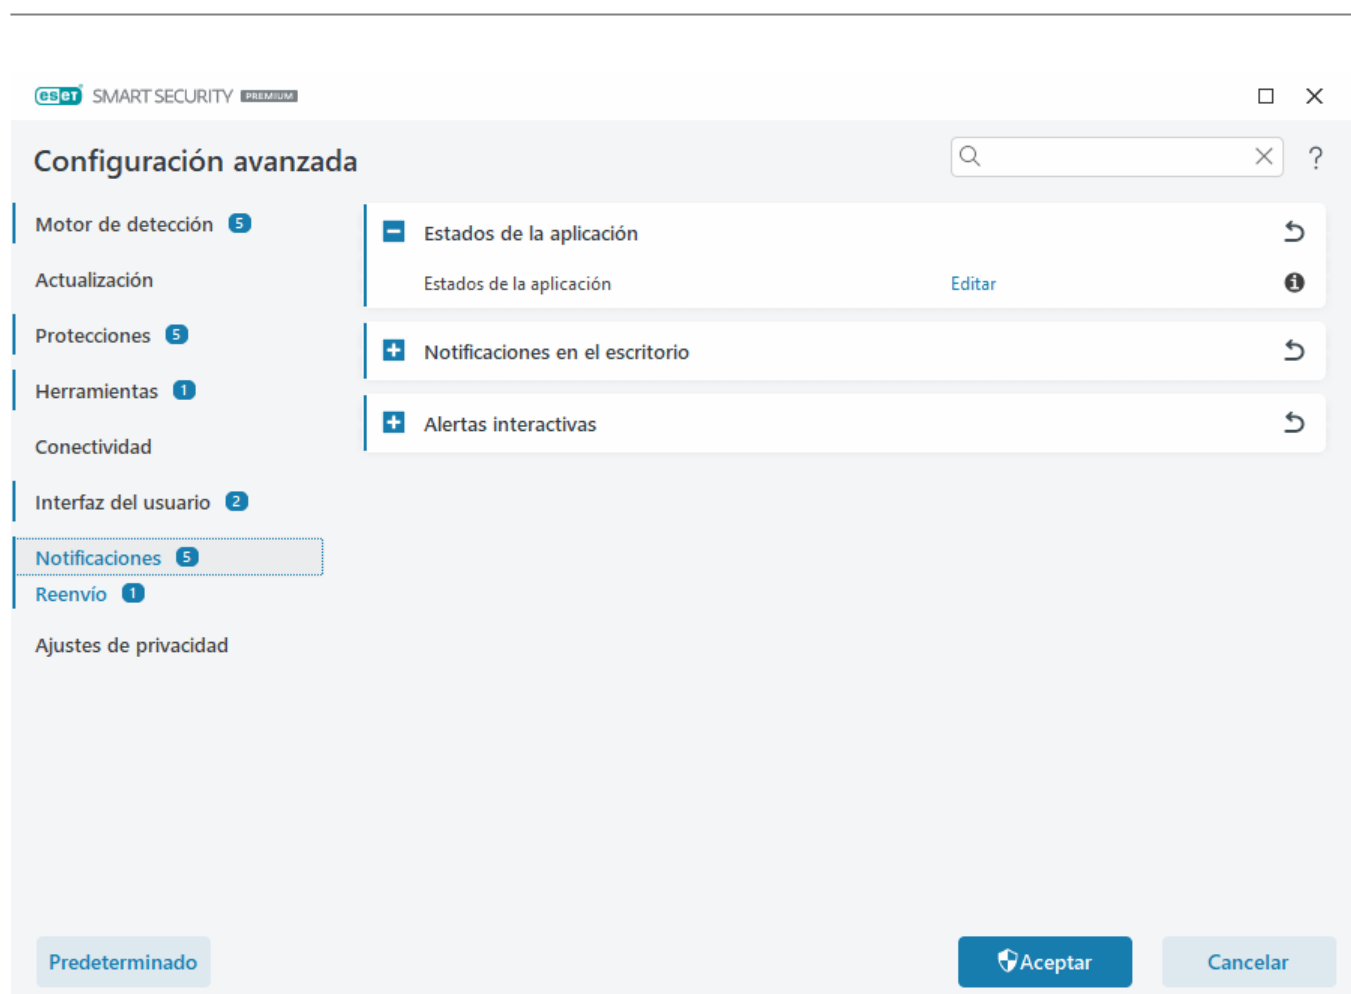 eset SMART SECURITY PREMIUM
Configuración avanzada
?
Motor de detección 5
Actualización
Protecciones 5
Herramientas 1
Conectividad
Interfaz del usuario 2
Notificaciones 5
Reenvío 1
Ajustes de privacidad
Estados de la aplicación
Estados de la aplicación Editar
Notificaciones en el escritorio
Alertas interactivas
Predeterminado
Aceptar
Cancelar